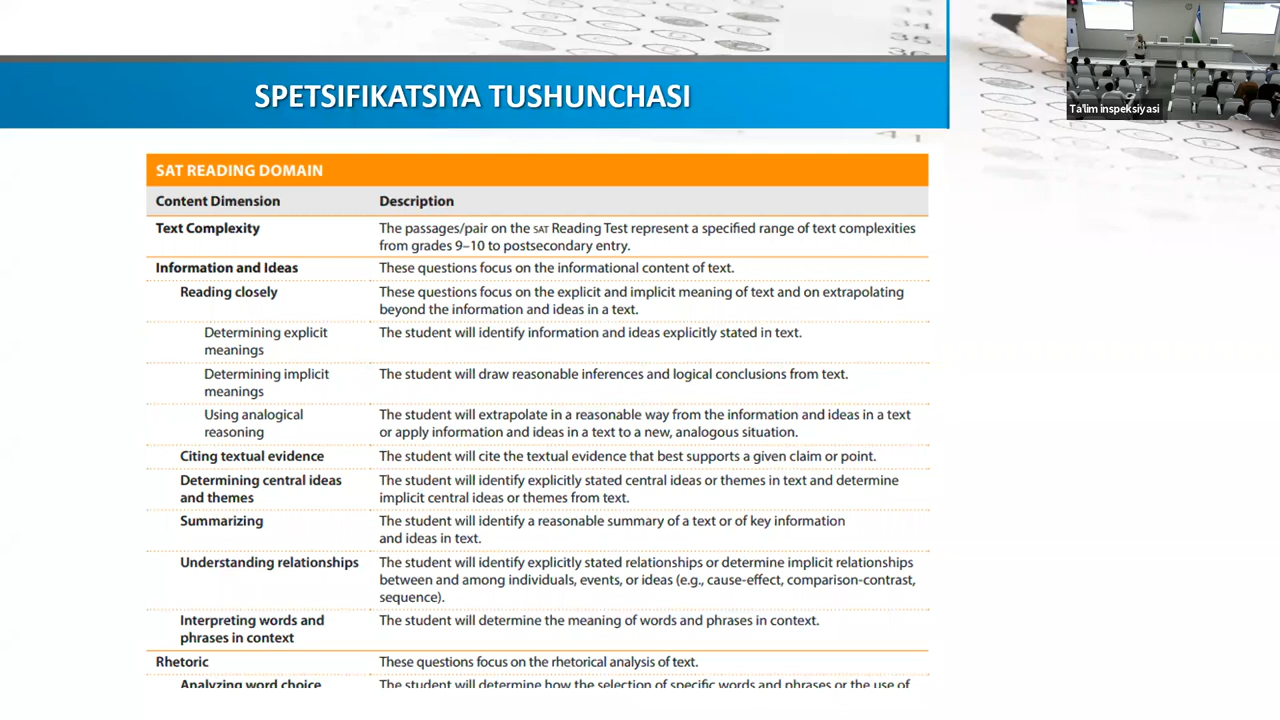 SPETSIFIKATSIYA TUSHUNCHASI
Ta'lim inspeksiyasi
SAT READING DOMAIN
Content Dimension Description
Text Complexity The passages/pair on the SAT Reading Test represent a specified range of text complexities
from grades 9–10 to postsecondary entry.
Information and Ideas These questions focus on the informational content of text.
Reading closely These questions focus on the explicit and implicit meaning of text and on extrapolating
beyond the information and ideas in a text.
Determining explicit The student will identify information and ideas explicitly stated in text.
meanings
Determining implicit The student will draw reasonable inferences and logical conclusions from text.
meanings
Using analogical The student will extrapolate in a reasonable way from the information and ideas in a text
reasoning or apply information and ideas in a text to a new, analogous situation.
Citing textual evidence The student will cite the textual evidence that best supports a given claim or point.
Determining central ideas The student will identify explicitly stated central ideas or themes in text and determine
and themes implicit central ideas or themes from text.
Summarizing The student will identify a reasonable summary of a text or of key information
and ideas in text.
Understanding relationships The student will identify explicitly stated relationships or determine implicit relationships
between and among individuals, events, or ideas (e.g., cause-effect, comparison-contrast,
sequence).
Interpreting words and The student will determine the meaning of words and phrases in context.
phrases in context
Rhetoric These questions focus on the rhetorical analysis of text.
Analyzing word choice The student will determine how the selection of specific words and phrases or the use of